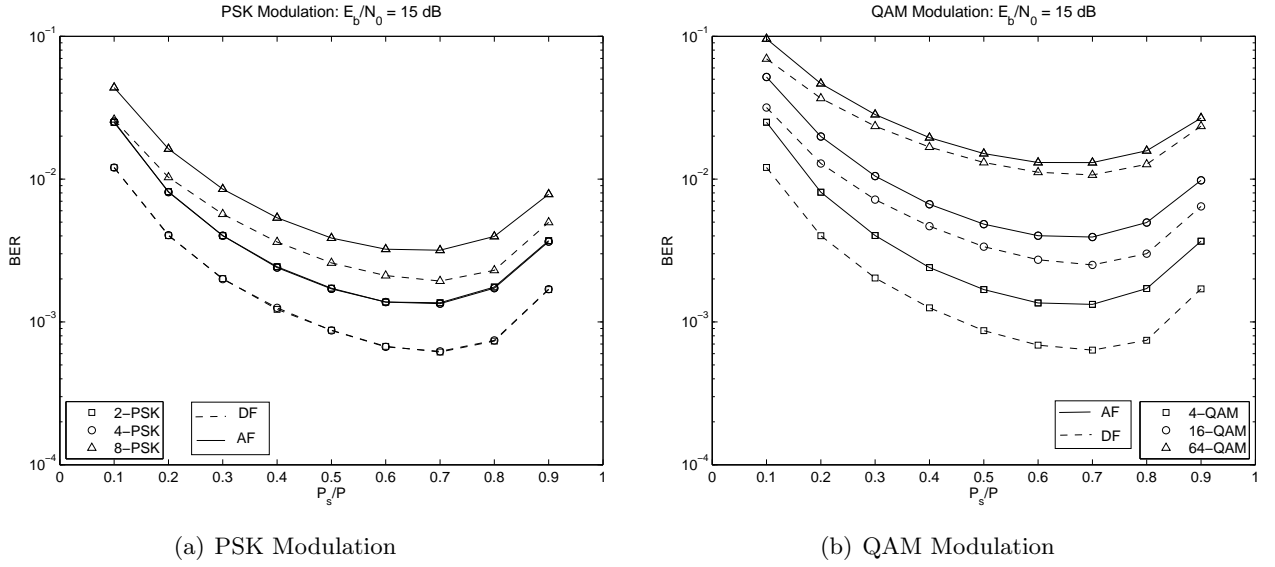 PSK Modulation: E_b/N_0 = 15 dB
10^−1
10^−2
10^−3
10^−4
BER
0 0.1 0.2 0.3 0.4 0.5 0.6 0.7 0.8 0.9 1
P_s/P
2−PSK
4−PSK
8−PSK
DF
AF
(a) PSK Modulation
QAM Modulation: E_b/N_0 = 15 dB
10^−1
10^−2
10^−3
10^−4
BER
0 0.1 0.2 0.3 0.4 0.5 0.6 0.7 0.8 0.9 1
P_s/P
AF
DF
4−QAM
16−QAM
64−QAM
(b) QAM Modulation